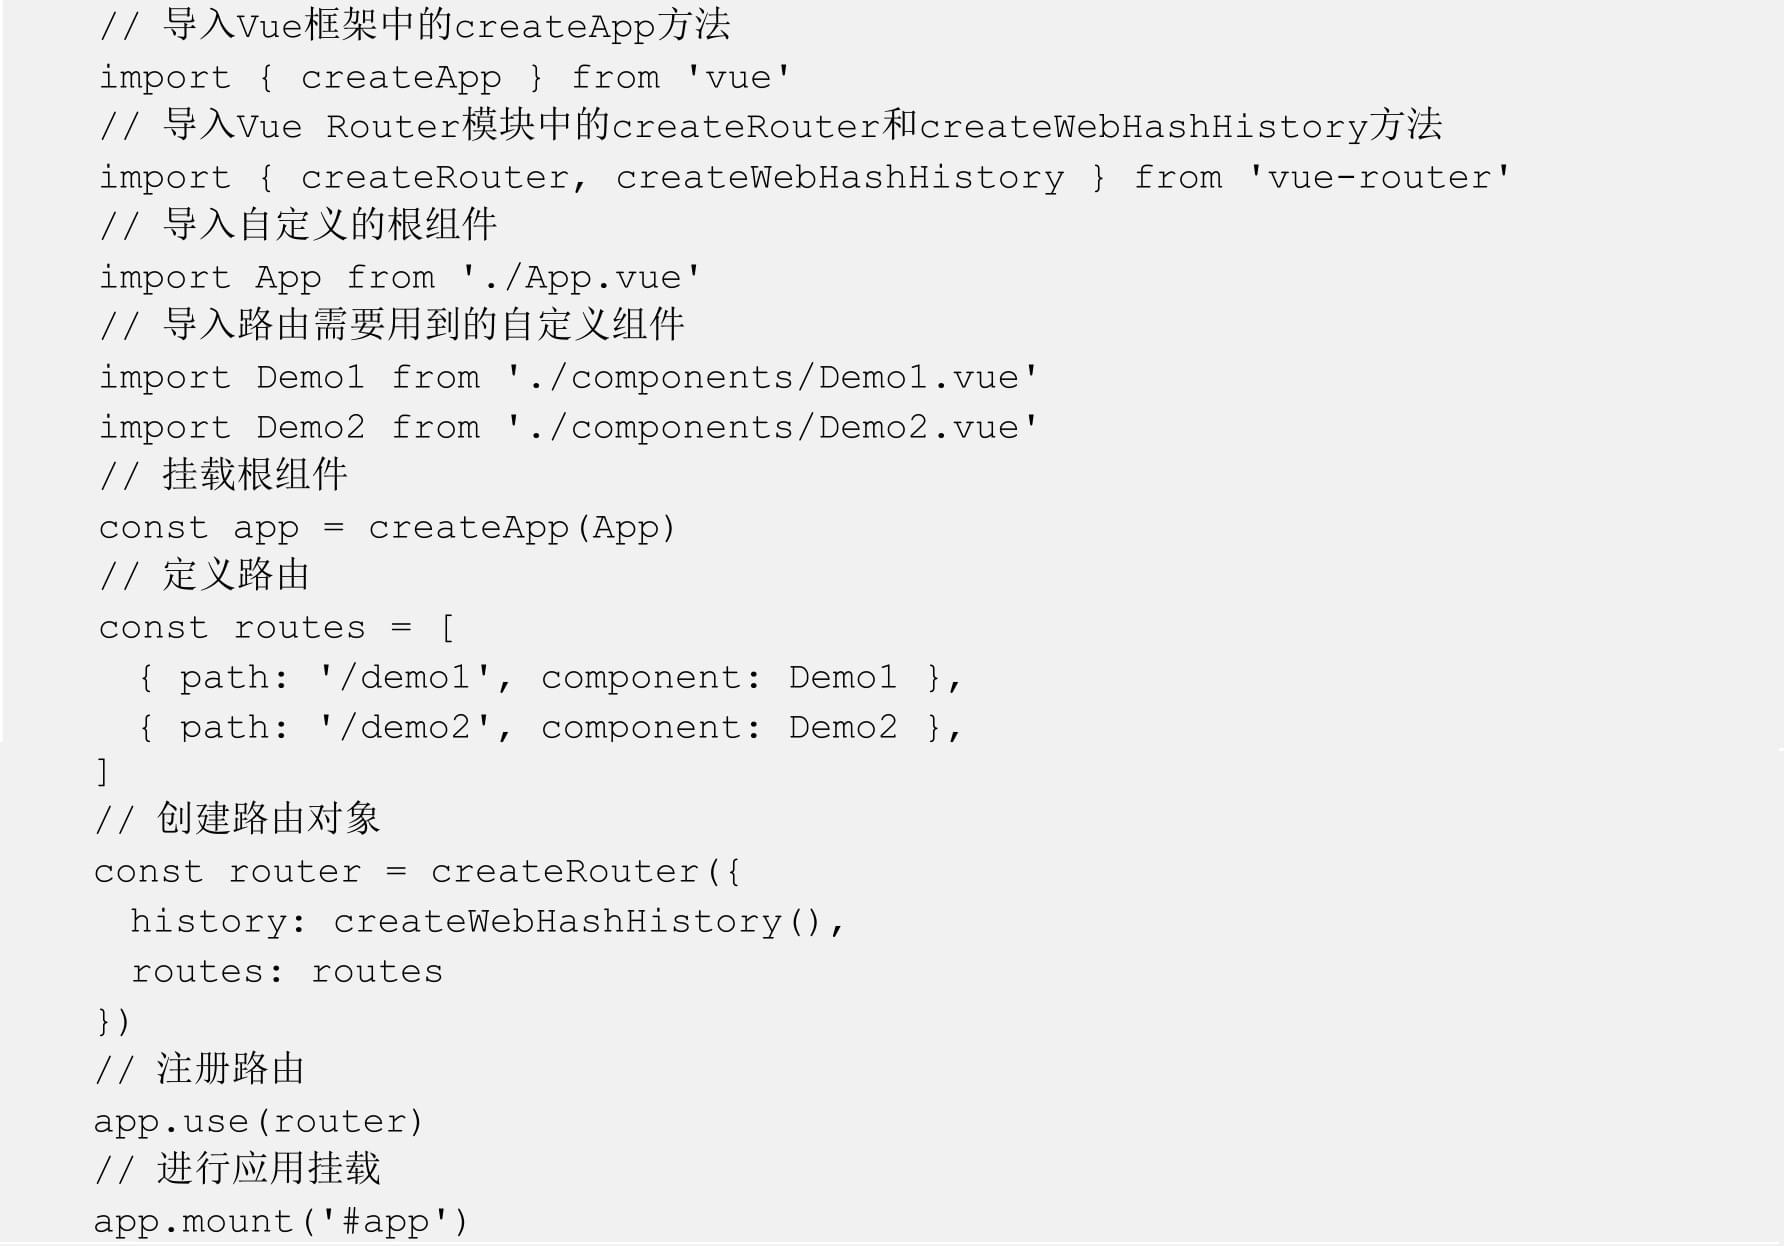 // 导入Vue框架中的createApp方法
import { createApp } from 'vue'
// 导入Vue Router模块中的createRouter和createWebHashHistory方法
import { createRouter, createWebHashHistory } from 'vue-router'
// 导入自定义的根组件
import App from './App.vue'
// 导入路由需要用到的自定义组件
import Demo1 from './components/Demo1.vue'
import Demo2 from './components/Demo2.vue'
// 挂载根组件
const app = createApp(App)
// 定义路由
const routes = [
  { path: '/demo1', component: Demo1 },
  { path: '/demo2', component: Demo2 },
]
// 创建路由对象
const router = createRouter({
  history: createWebHashHistory(),
  routes: routes
})
// 注册路由
app.use(router)
// 进行应用挂载
app.mount('#app')